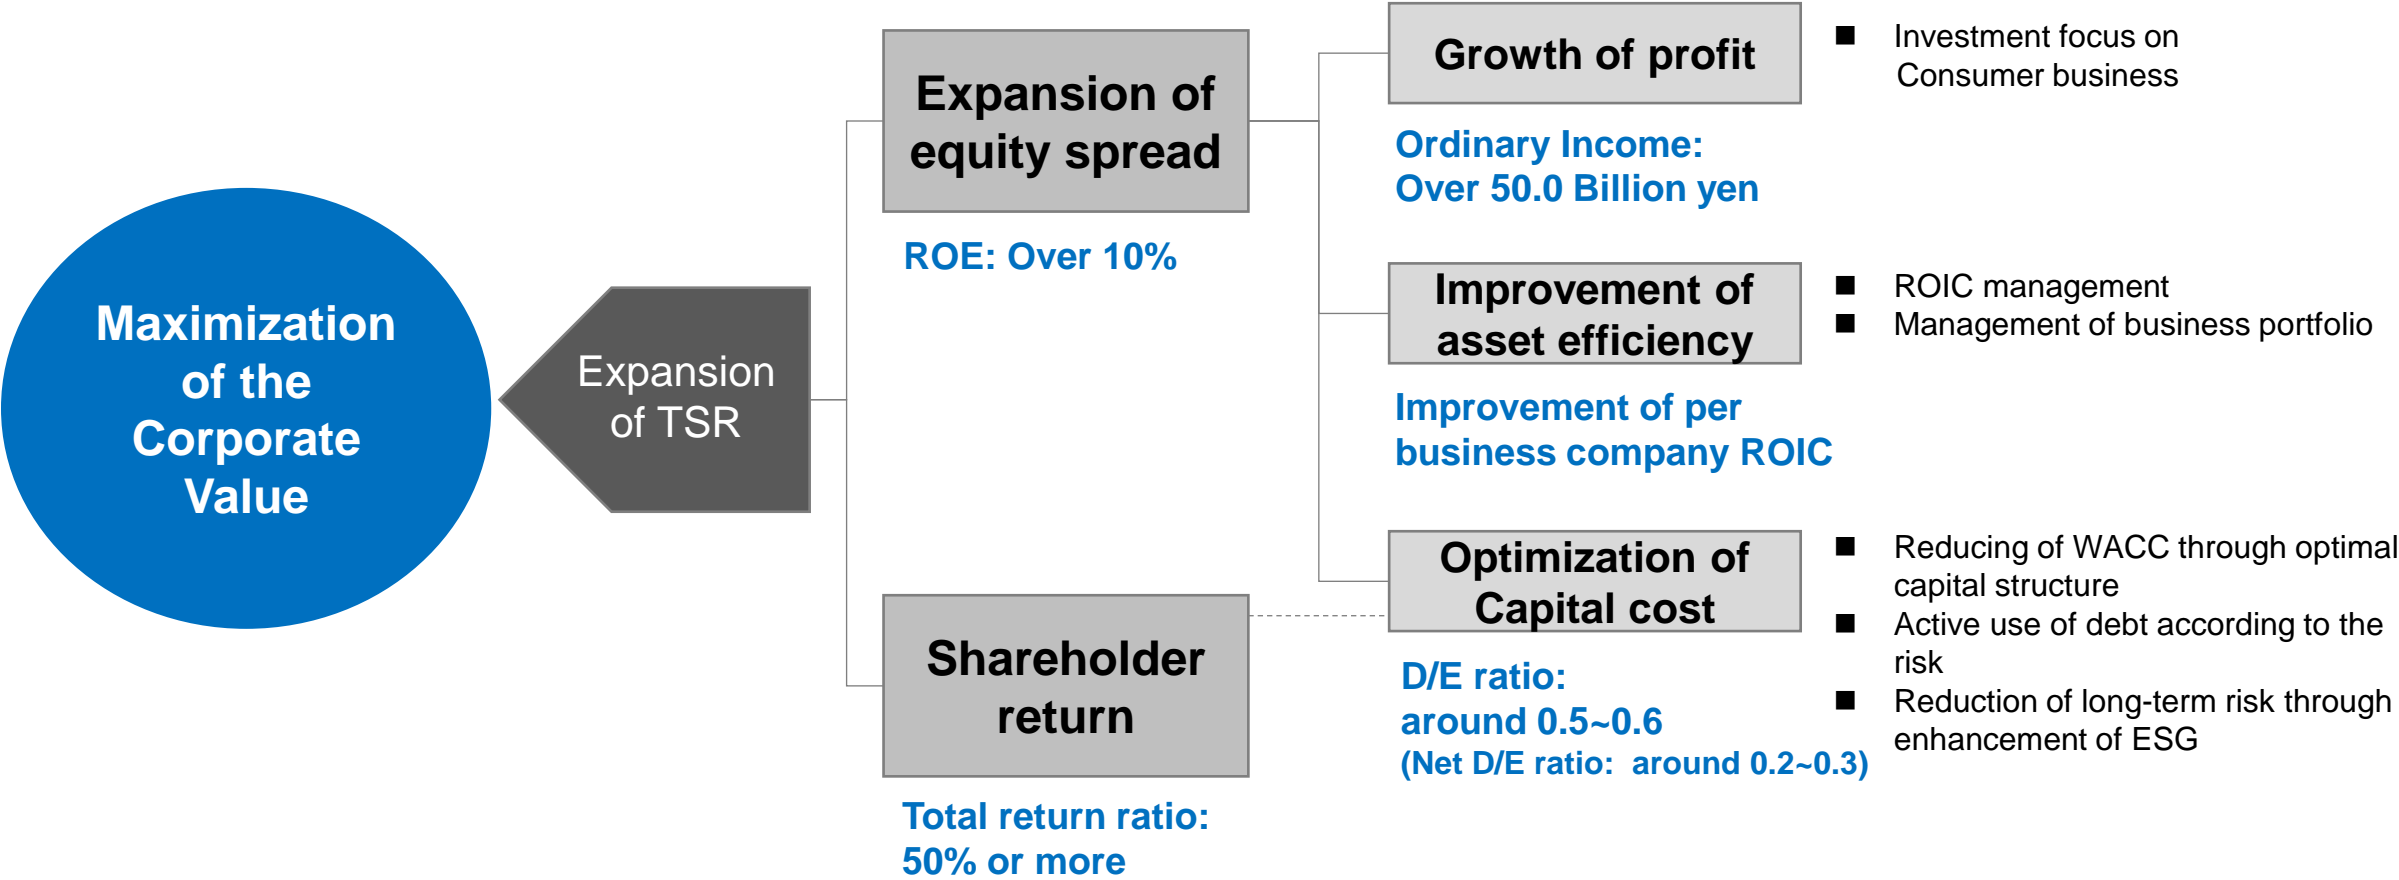 Maximization
of the
Corporate
Value
Expansion
of TSR
Expansion of
equity spread
ROE: Over 10%
Shareholder
return
Total return ratio:
50% or more
Growth of profit
Ordinary Income:
Over 50.0 Billion yen
■ Investment focus on
Consumer business
Improvement of
asset efficiency
Improvement of per
business company ROIC
■ ROIC management
■ Management of business portfolio
Optimization of
Capital cost
D/E ratio:
around 0.5~0.6
(Net D/E ratio: around 0.2~0.3)
■ Reducing of WACC through optimal
capital structure
■ Active use of debt according to the
risk
■ Reduction of long-term risk through
enhancement of ESG